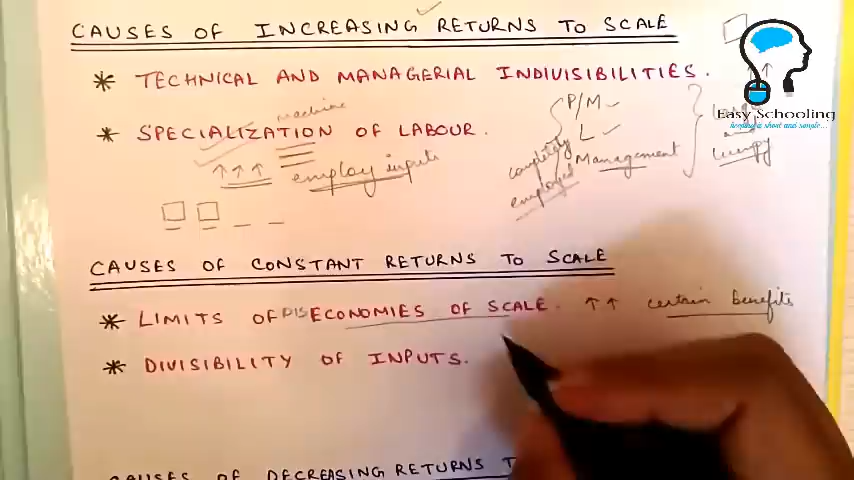 CAUSES OF INCREASING RETURNS TO SCALE
* TECHNICAL AND MANAGERIAL INDIVISIBILITIES.
machine
P/M
* SPECIALIZATION OF LABOUR.
L
↑↑↑ employ inputs
completely employed
Management
Large and lumpy
Easy Schooling
CAUSES OF CONSTANT RETURNS TO SCALE
* LIMITS OF DISECONOMIES OF SCALE. ↑↑ certain benefits
* DIVISIBILITY OF INPUTS.
CAUSES OF DECREASING RETURNS T